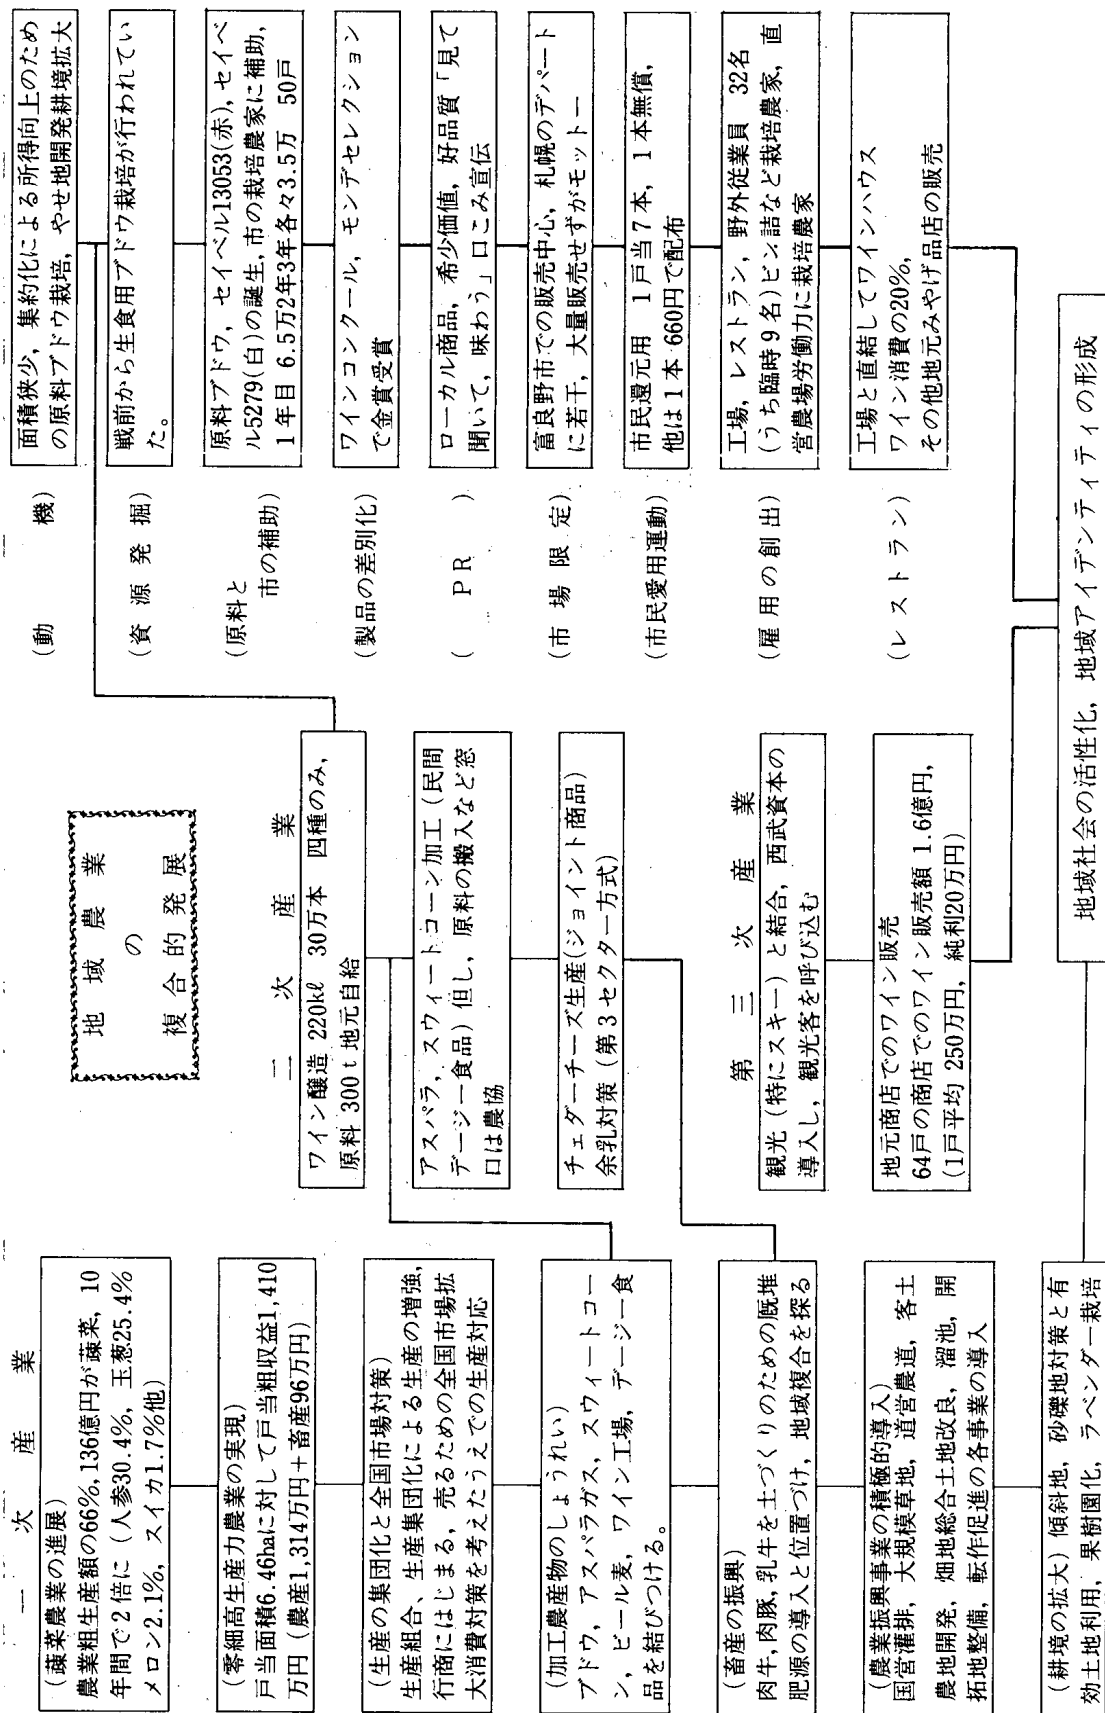 地域農業
の
複合的発展
一次産業
(蔬菜農業の進展)
農業粗生産額の66%, 136億円が蔬菜, 10
年間で2倍に (人参30.4%, 玉葱25.4%
メロン2.1%, スイカ1.7%他)
(零細高生産力農業の実現)
戸当面積6.46haに対して戸当粗収益1,410
万円 (農産1,314万円+畜産96万円)
(生産の集団化と全国市場対策)
生産組合、生産集団化による生産の増強,
行商にはじまる, 売るための全国市場拡
大消費対策を考えたうえでの生産対応
(加工農産物のしょうれい)
ブドウ, アスパラガス, スウィートコー
ン, ビール麦, ワイン工場, デージー食
品を結びつける。
(畜産の振興)
肉牛, 肉豚, 乳牛を土づくりのための厩堆
肥源の導入と位置づけ, 地域複合を探る
(農業振興事業の積極的導入)
国営灌排, 大規模草地, 道営農道, 客土
農地開発, 畑地総合土地改良, 溜池, 開
拓地整備, 転作促進の各事業の導入
(耕境の拡大) 傾斜地, 砂礫地対策と有
効土地利用, 果樹園化, ラベンダー栽培
二次産業
ワイン醸造 220kℓ 30万本 四種のみ,
原料 300t 地元自給
アスパラ, スウィートコーン加工 (民間
デージー食品) 但し, 原料の搬入など窓
口は農協
チェダーチーズ生産(ジョイント商品)
余乳対策 (第3セクター方式)
第三次産業
観光 (特にスキー) と結合, 西武資本の
導入し, 観光客を呼び込む
地元商店でのワイン販売
64戸の商店でのワイン販売額 1.6億円,
(1戸平均 250万円, 純利20万円)
(動機)
面積狭少, 集約化による所得向上のため
の原料ブドウ栽培, やせ地開発耕境拡大
(資源発掘)
戦前から生食用ブドウ栽培が行われてい
た。
(原料と
市の補助)
原料ブドウ, セイベル13053(赤), セイベ
ル5279(白)の誕生, 市の栽培農家に補助,
1年目 6.5万2年3年各々3.5万 50戸
(製品の差別化)
ワインコンクール, モンデセレクション
で金賞受賞
( PR )
ローカル商品, 希少価値, 好品質「見て
聞いて, 味わう」口こみ宣伝
(市場限定)
富良野市での販売中心, 札幌のデパート
に若干, 大量販売せずがモットー
(市民愛用運動)
市民還元用 1戸当7本, 1本無償,
他は1本 660円で配布
(雇用の創出)
工場, レストラン, 野外従業員 32名
(うち臨時9名)ビン詰など栽培農家, 直
営農場労働力に栽培農家
(レストラン)
工場と直結してワインハウス
ワイン消費の20%,
その他地元みやげ品店の販売
地域社会の活性化, 地域アイデンティティの形成